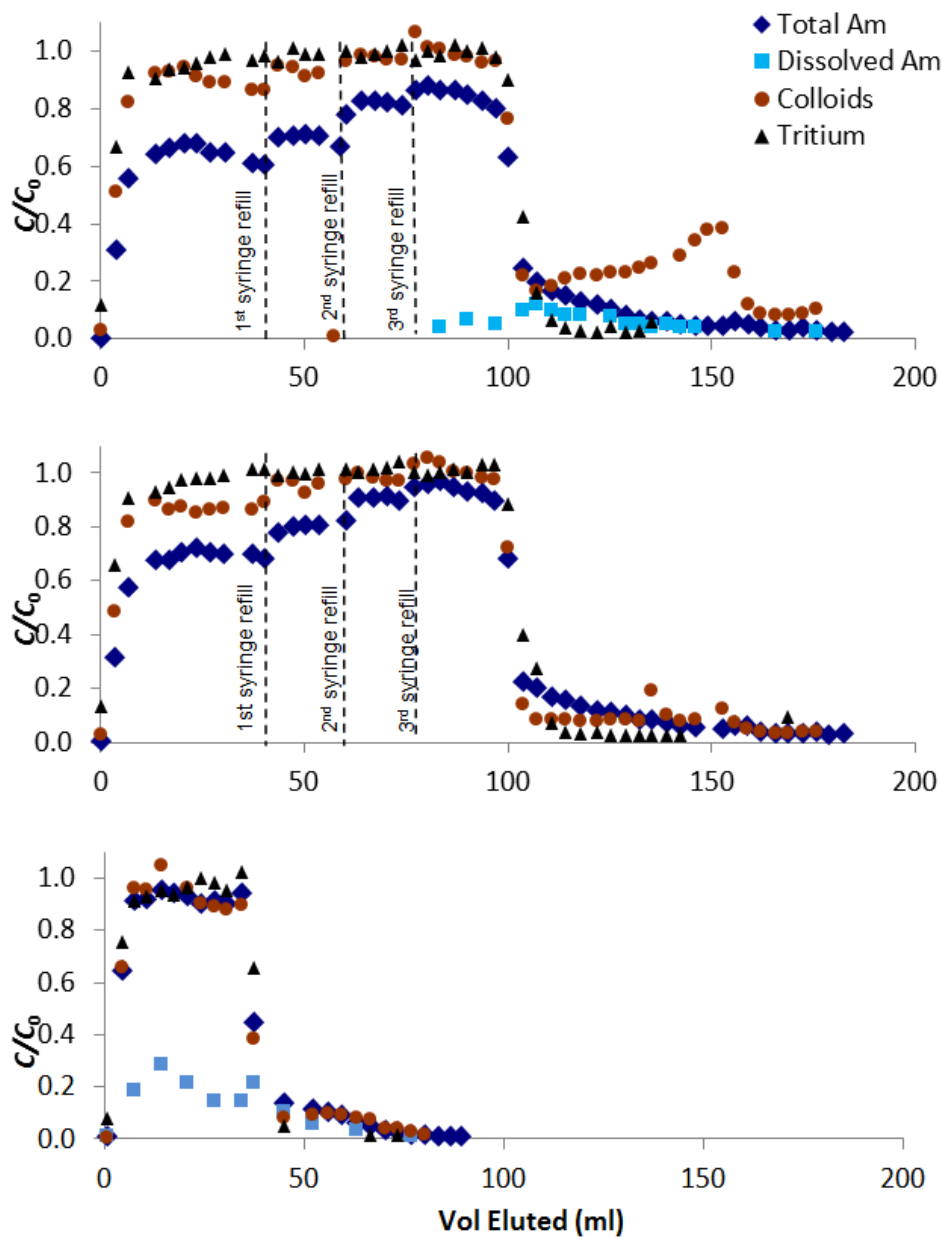 Total Am
Dissolved Am
Colloids
Tritium
C/C₀
1.0
0.8
0.6
0.4
0.2
0.0
1ˢᵗ syringe refill
2ⁿᵈ syringe refill
3ʳᵈ syringe refill
0 50 100 150 200
C/C₀
1.0
0.8
0.6
0.4
0.2
0.0
1st syringe refill
2ⁿᵈ syringe refill
3ʳᵈ syringe refill
0 50 100 150 200
C/C₀
1.0
0.8
0.6
0.4
0.2
0.0
0 50 100 150 200
Vol Eluted (ml)